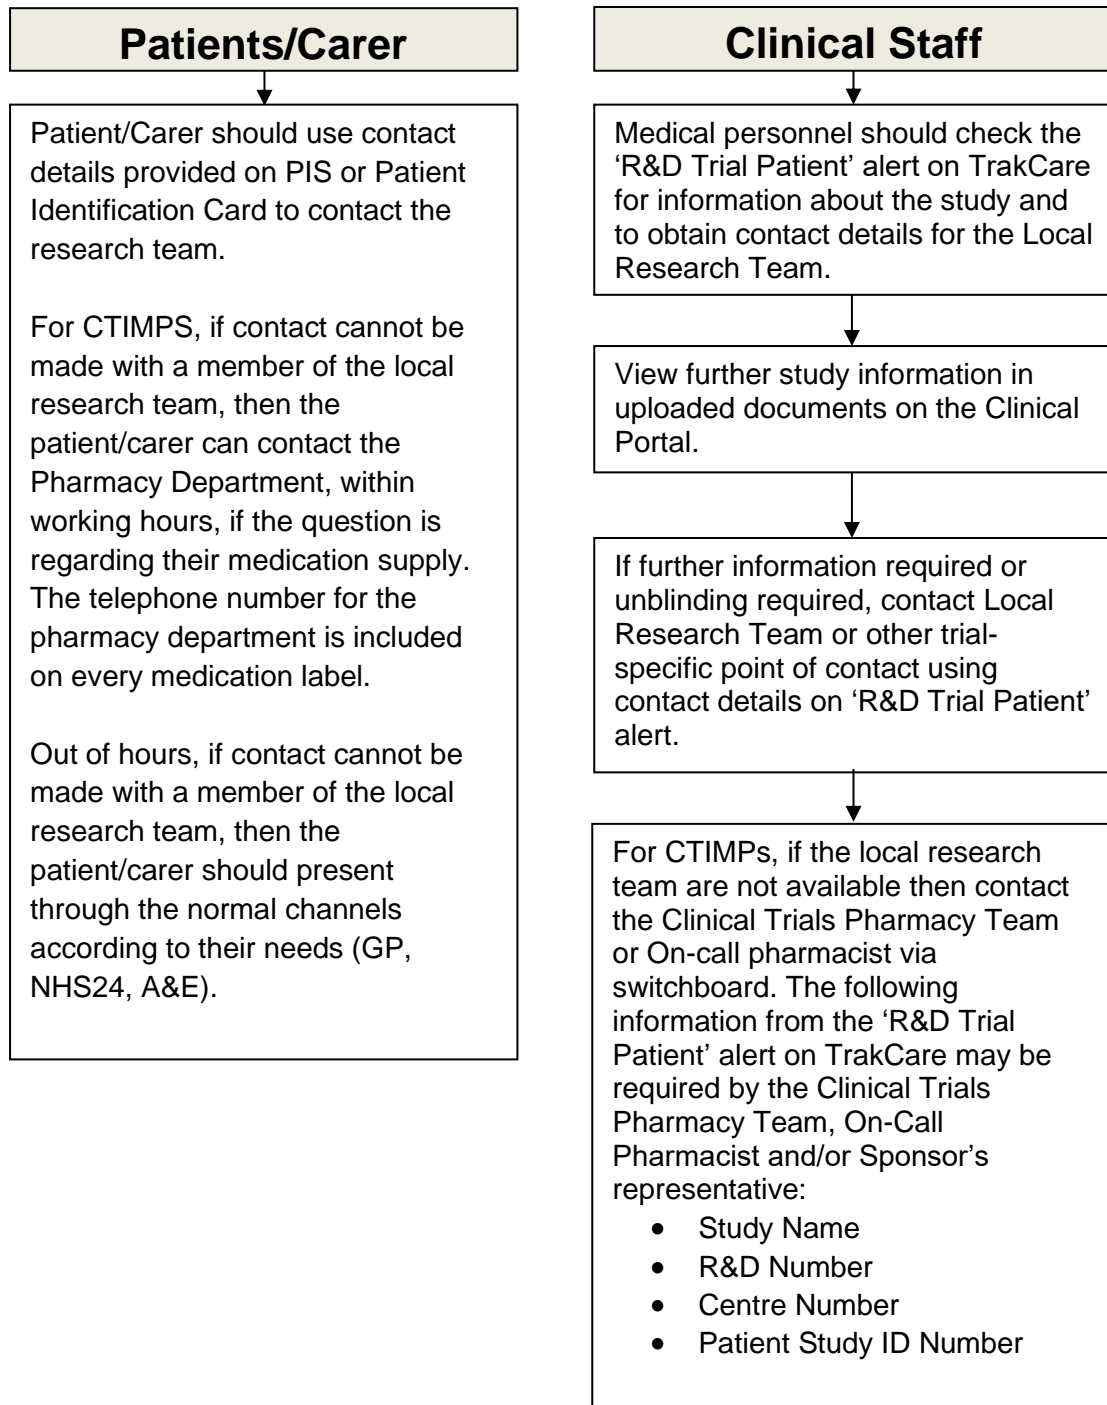 Patients/Carer
Patient/Carer should use contact
details provided on PIS or Patient
Identification Card to contact the
research team.
For CTIMPS, if contact cannot be
made with a member of the local
research team, then the
patient/carer can contact the
Pharmacy Department, within
working hours, if the question is
regarding their medication supply.
The telephone number for the
pharmacy department is included
on every medication label.
Out of hours, if contact cannot be
made with a member of the local
research team, then the
patient/carer should present
through the normal channels
according to their needs (GP,
NHS24, A&E).
Clinical Staff
Medical personnel should check the
‘R&D Trial Patient’ alert on TrakCare
for information about the study and
to obtain contact details for the Local
Research Team.
View further study information in
uploaded documents on the Clinical
Portal.
If further information required or
unblinding required, contact Local
Research Team or other trial-
specific point of contact using
contact details on ‘R&D Trial Patient’
alert.
For CTIMPs, if the local research
team are not available then contact
the Clinical Trials Pharmacy Team
or On-call pharmacist via
switchboard. The following
information from the ‘R&D Trial
Patient’ alert on TrakCare may be
required by the Clinical Trials
Pharmacy Team, On-Call
Pharmacist and/or Sponsor’s
representative:
• Study Name
• R&D Number
• Centre Number
• Patient Study ID Number